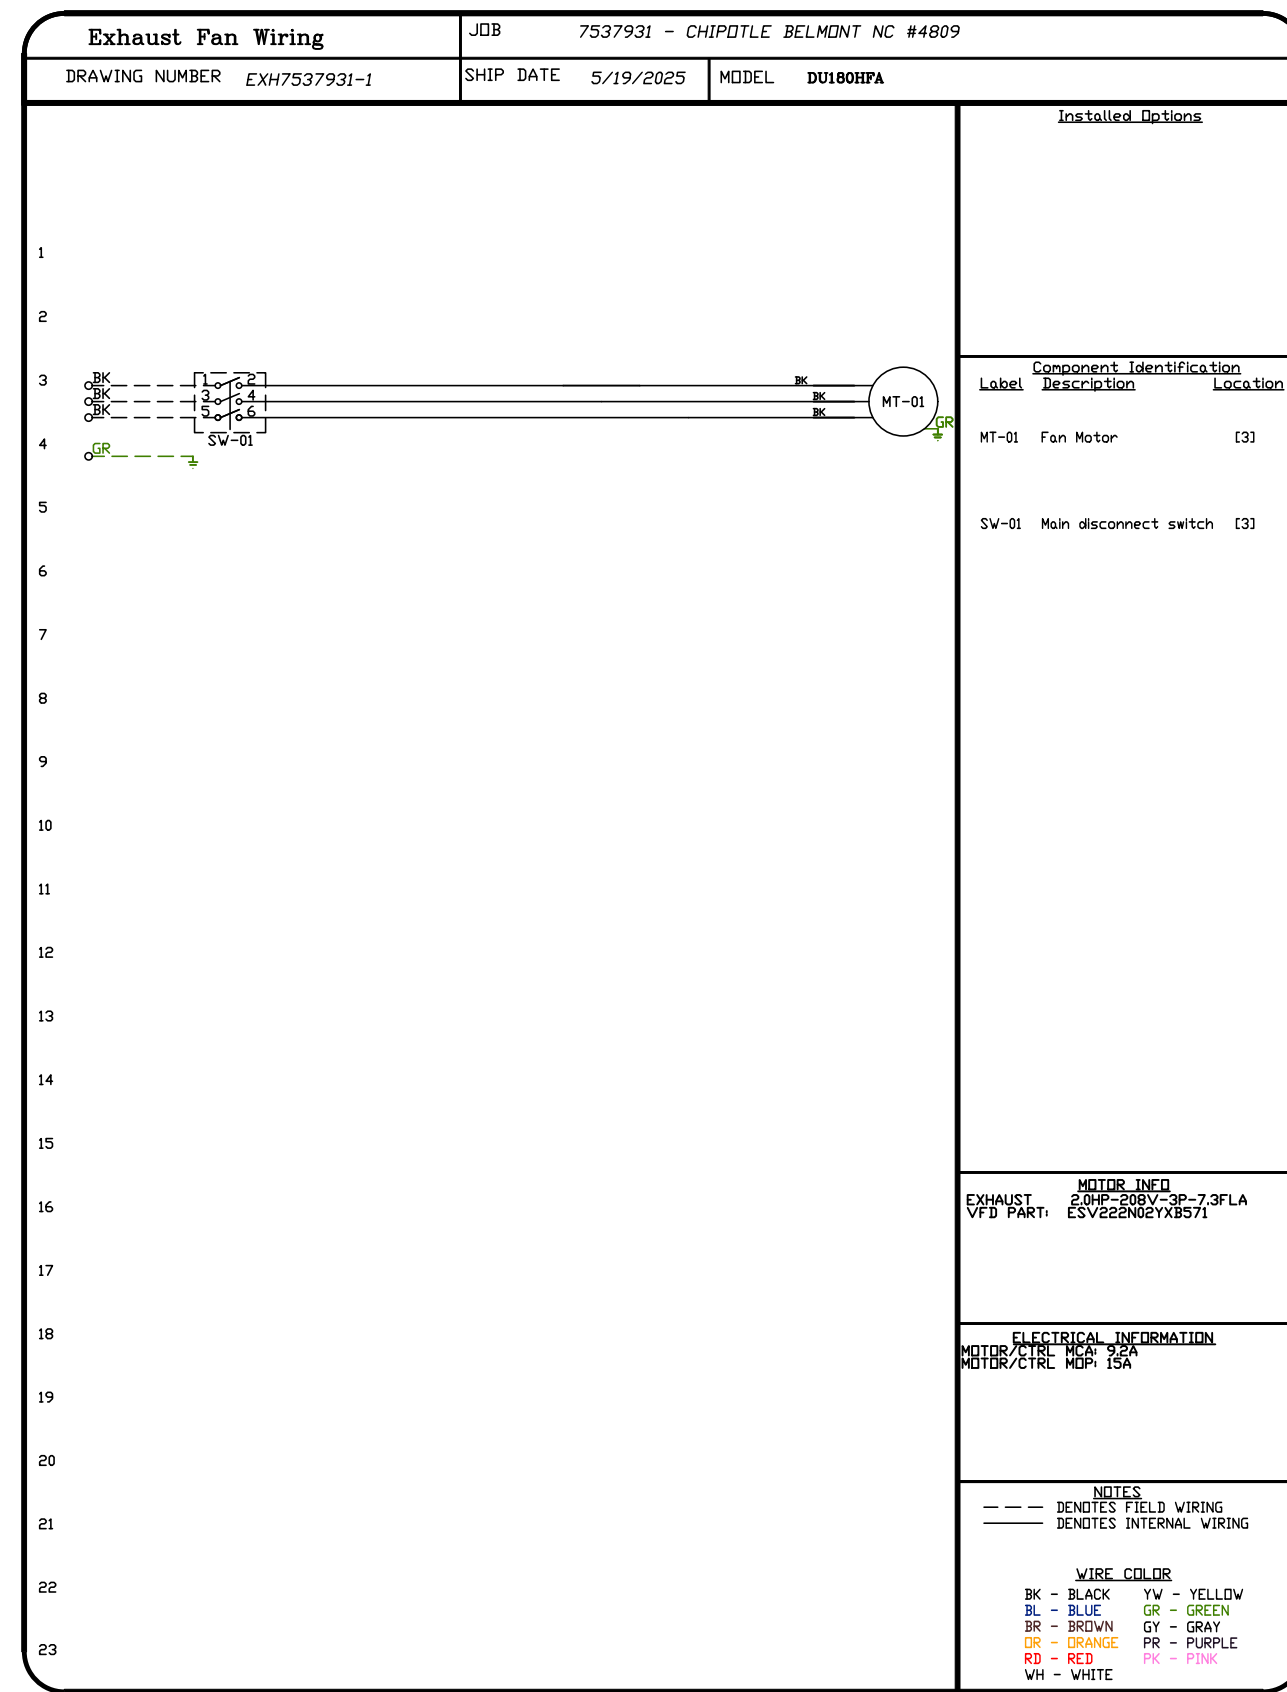 Exhaust Fan Wiring
JOB 7537931 - CHIPOTLE BELMONT NC #4809
DRAWING NUMBER EXH7537931-1
SHIP DATE 5/19/2025
MODEL DU180HFA
Installed Options
1
2
3
BK 1 2 BK
BK 3 4 BK
BK 5 6 BK
MT-01
GR
SW-01
4
GR
5
6
7
8
9
10
11
12
13
14
15
16
17
18
19
20
21
22
23
Component Identification
Label Description Location
MT-01 Fan Motor [3]
SW-01 Main disconnect switch [3]
MOTOR INFO
EXHAUST 2.0HP-208V-3P-7.3FLA
VFD PART: ESV222N02YXB571
ELECTRICAL INFORMATION
MOTOR/CTRL MCA: 9.2A
MOTOR/CTRL MOP: 15A
NOTES
DENOTES FIELD WIRING
DENOTES INTERNAL WIRING
WIRE COLOR
BK - BLACK YW - YELLOW
BL - BLUE GR - GREEN
BR - BROWN GY - GRAY
OR - ORANGE PR - PURPLE
RD - RED PK - PINK
WH - WHITE